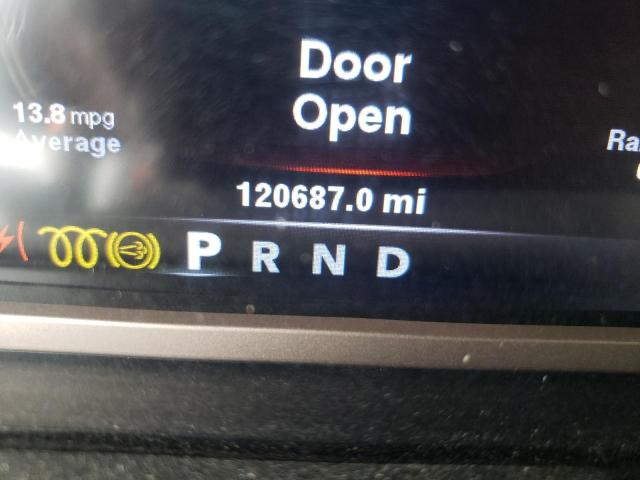 Door
Open
13.8 mpg
Average
120687.0 mi
P R N D